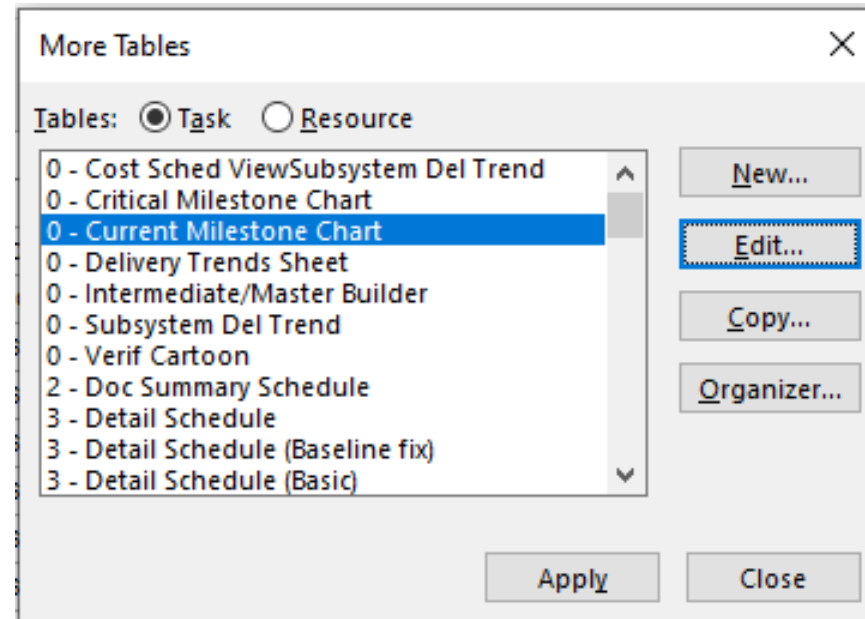 More Tables
Tables: Task Resource
0 - Cost Sched ViewSubsystem Del Trend
0 - Critical Milestone Chart
0 - Current Milestone Chart
0 - Delivery Trends Sheet
0 - Intermediate/Master Builder
0 - Subsystem Del Trend
0 - Verif Cartoon
2 - Doc Summary Schedule
3 - Detail Schedule
3 - Detail Schedule (Baseline fix)
3 - Detail Schedule (Basic)
New...
Edit...
Copy...
Organizer...
Apply
Close